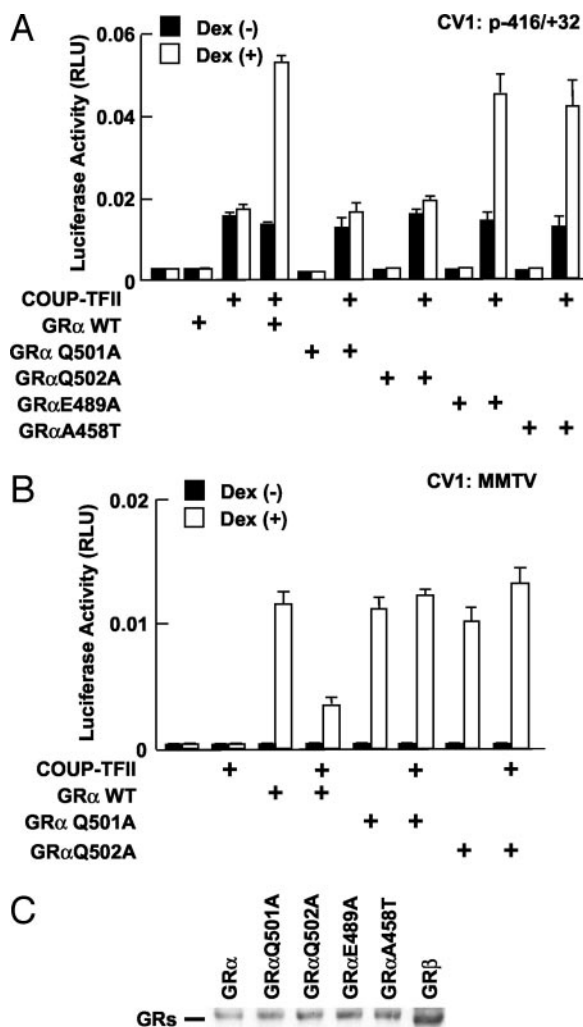 A
CV1: p-416/+32
Dex (-)
Dex (+)
Luciferase Activity (RLU)
0.06
0.04
0.02
0
COUP-TFII + + + + + +
GRα WT + +
GRα Q501A + +
GRαQ502A + +
GRαE489A + +
GRαA458T + +
B
CV1: MMTV
Dex (-)
Dex (+)
Luciferase Activity (RLU)
0.02
0.01
0
COUP-TFII + + + +
GRα WT + +
GRα Q501A + +
GRαQ502A + +
C
GRα
GRαQ501A
GRαQ502A
GRαE489A
GRαA458T
GRβ
GRs